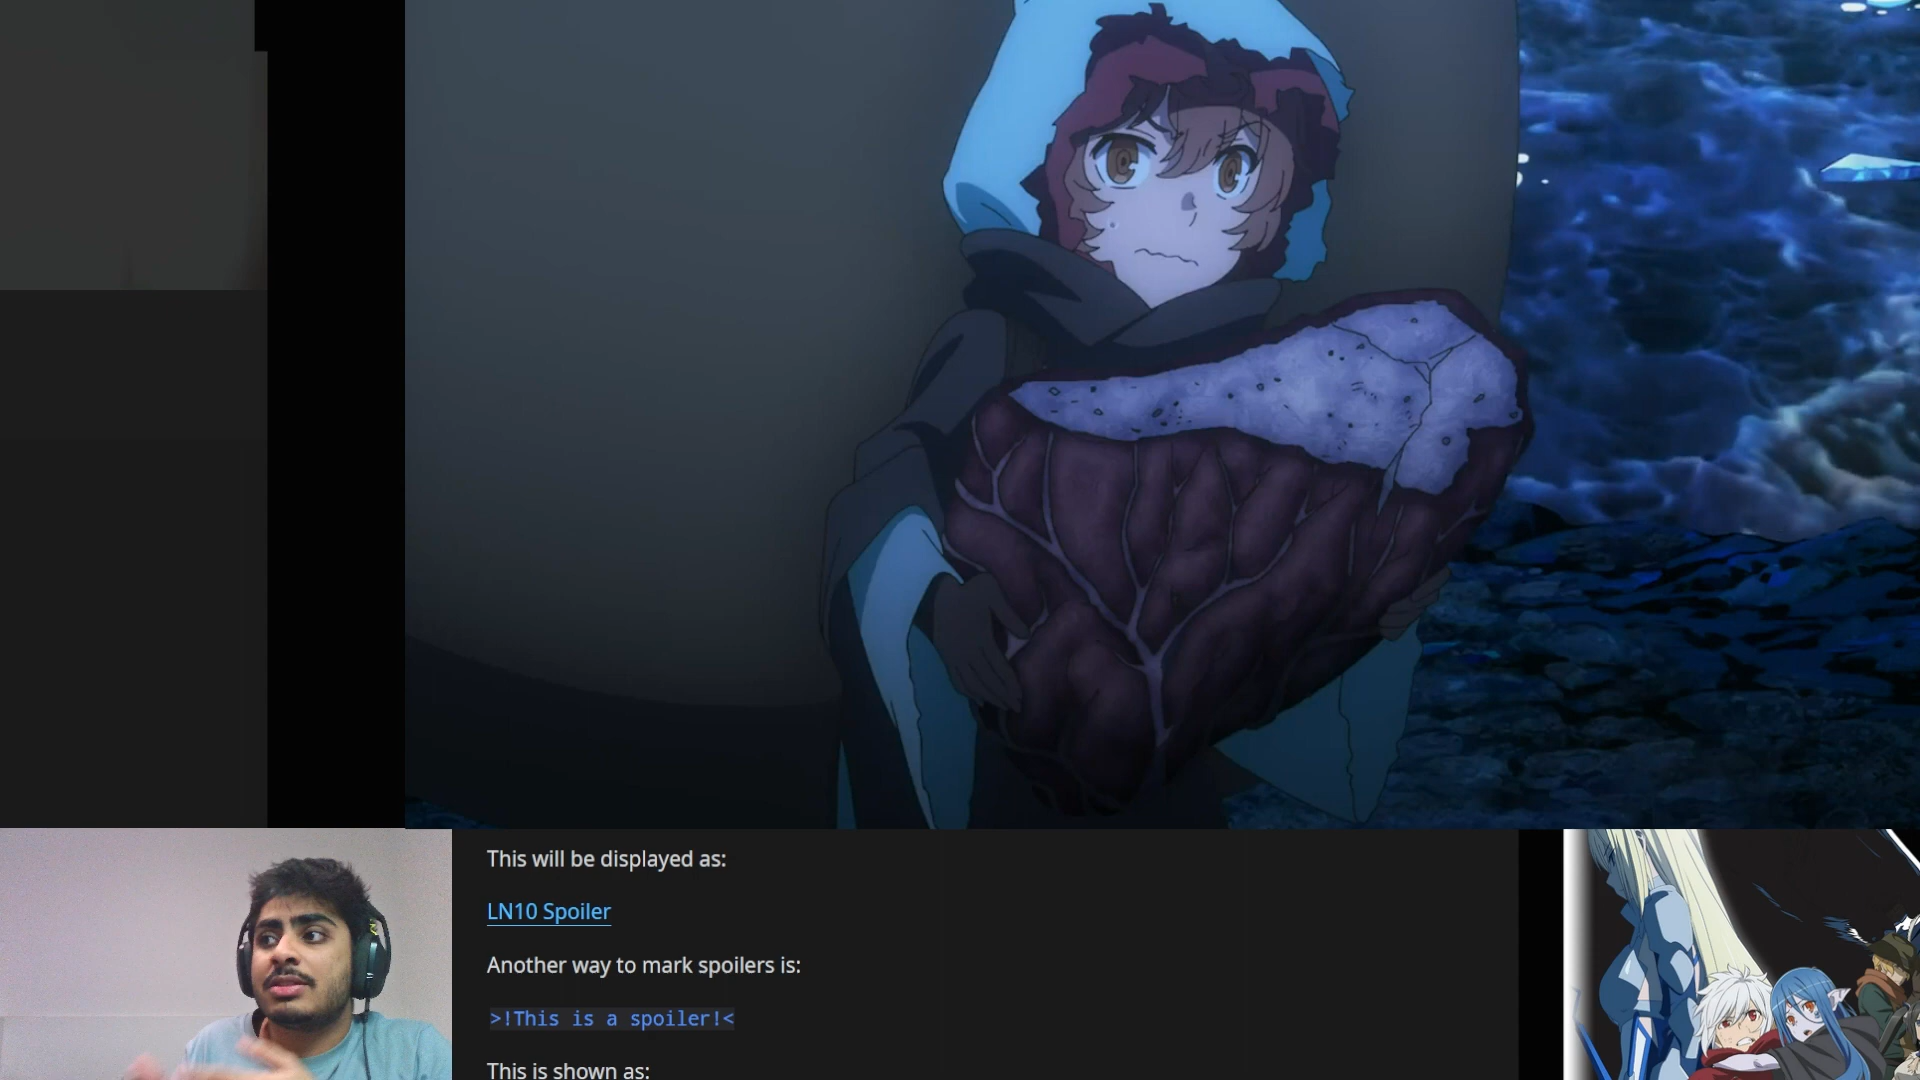 This will be displayed as:
LN10 Spoiler
Another way to mark spoilers is:
>!This is a spoiler!<
This is shown as: